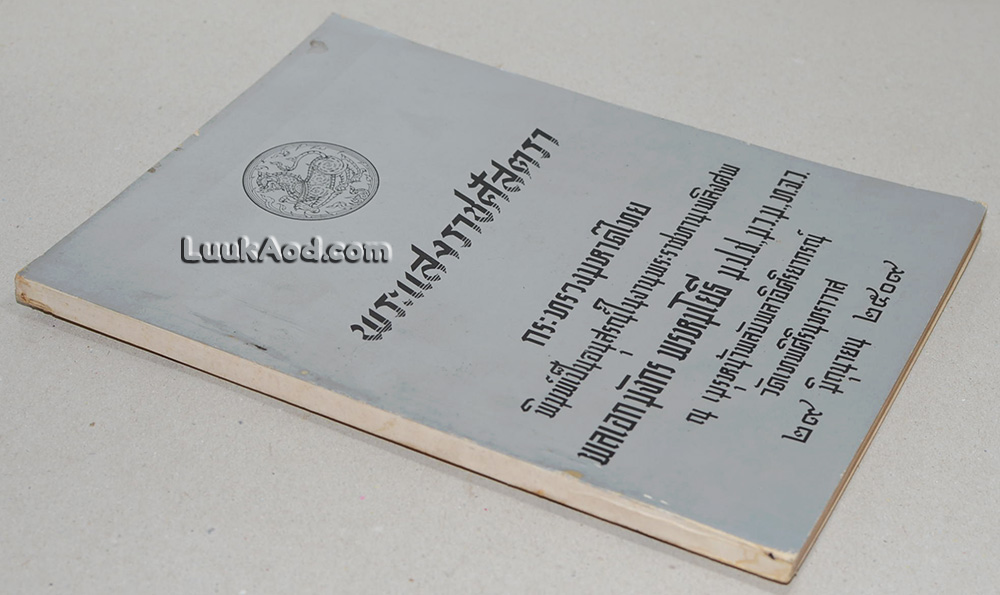 พระแสงราชศัสตรา
กระทรวงมหาดไทย
พิมพ์เป็นอนุสรณ์ในงานพระราชทานเพลิงศพ
พลเอกมังกร พรหมโยธี ม.ป.ช., ม.ว.ม., ท.จ.ว.
ณ เมรุหน้าพลับพลาอิศริยาภรณ์
วัดเทพศิรินทราวาส
๒๙ มิถุนายน ๒๕๐๙
LuukAod.com